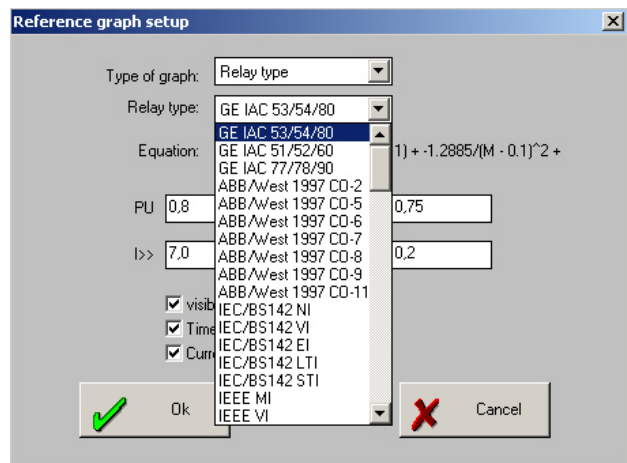 Reference graph setup
Type of graph: Relay type
Relay type: GE IAC 53/54/80
GE IAC 53/54/80
GE IAC 51/52/60
Equation: 1) + -1.2885/(M - 0.1)^2 +
GE IAC 77/78/90
ABB/West 1997 CO-2
ABB/West 1997 CO-5
PU 0,8 0,75
ABB/West 1997 CO-6
ABB/West 1997 CO-7
ABB/West 1997 CO-8
I>> 7,0 0,2
ABB/West 1997 CO-9
ABB/West 1997 CO-11
visib
IEC/BS142 NI
Time
IEC/BS142 VI
IEC/BS142 EI
Curr
IEC/BS142 LTI
IEC/BS142 STI
IEEE MI
IEEE VI
Ok
Cancel